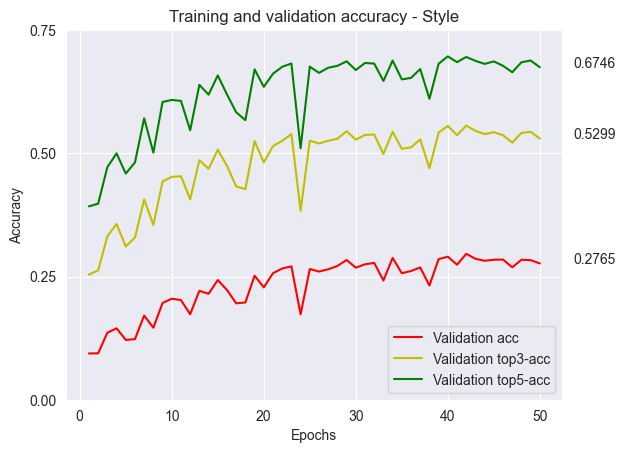 Training and validation accuracy - Style
0.75
0.50
0.25
0.00
Accuracy
0.6746
0.5299
0.2765
Validation acc
Validation top3-acc
Validation top5-acc
0 10 20 30 40 50
Epochs